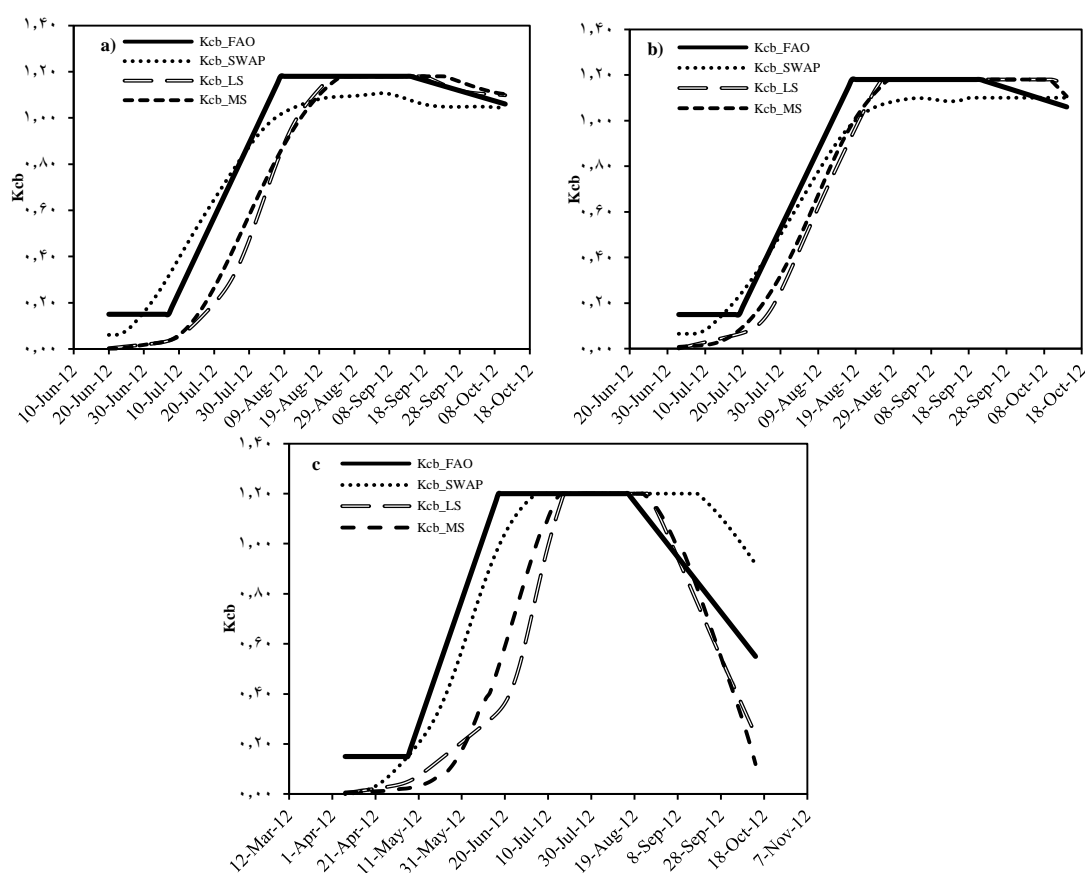 a)
Kcb_FAO
Kcb_SWAP
Kcb_LS
Kcb_MS
۱,۴۰
۱,۲۰
۱,۰۰
۰,۸۰
۰,۶۰
۰,۴۰
۰,۲۰
۰,۰۰
Kcb
10-Jun-12
20-Jun-12
30-Jun-12
10-Jul-12
20-Jul-12
30-Jul-12
09-Aug-12
19-Aug-12
29-Aug-12
08-Sep-12
18-Sep-12
28-Sep-12
08-Oct-12
18-Oct-12
b)
Kcb_FAO
Kcb_SWAP
Kcb_LS
Kcb_MS
۱,۴۰
۱,۲۰
۱,۰۰
۰,۸۰
۰,۶۰
۰,۴۰
۰,۲۰
۰,۰۰
Kcb
20-Jun-12
30-Jun-12
10-Jul-12
20-Jul-12
30-Jul-12
09-Aug-12
19-Aug-12
29-Aug-12
08-Sep-12
18-Sep-12
28-Sep-12
08-Oct-12
18-Oct-12
c
Kcb_FAO
Kcb_SWAP
Kcb_LS
Kcb_MS
۱,۴۰
۱,۲۰
۱,۰۰
۰,۸۰
۰,۶۰
۰,۴۰
۰,۲۰
۰,۰۰
Kcb
12-Mar-12
1-Apr-12
21-Apr-12
11-May-12
31-May-12
20-Jun-12
10-Jul-12
30-Jul-12
19-Aug-12
8-Sep-12
28-Sep-12
18-Oct-12
7-Nov-12